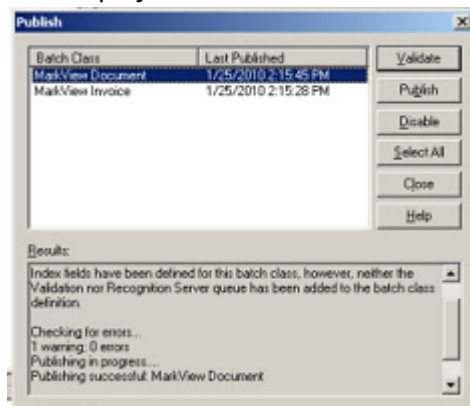 Publish
Batch Class Last Published
MarkView Document 1/25/2010 2:15:45 PM
MarkView Invoice 1/25/2010 2:15:28 PM
Validate
Publish
Disable
Select All
Close
Help
Results:
Index fields have been defined for this batch class, however, neither the
Validation nor Recognition Server queue has been added to the batch class
definition.
Checking for errors...
1 warning; 0 errors
Publishing in progress....
Publishing successful: MarkView Document